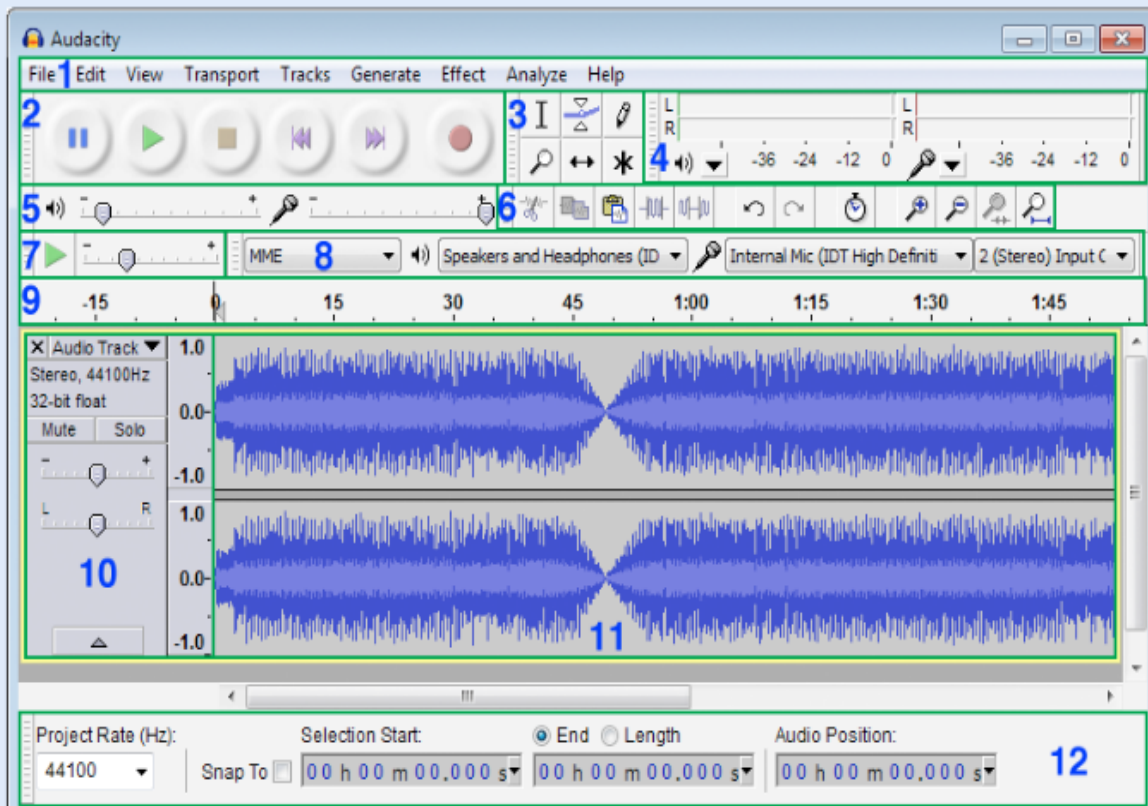 Audacity
File 1 Edit View Transport Tracks Generate Effect Analyze Help
2 3 L R L R
4 -36 -24 -12 0 -36 -24 -12 0
5 - + - + 6
7 - + MME 8 Speakers and Headphones (ID Internal Mic (IDT High Definiti 2 (Stereo) Input C
9 -15 0 15 30 45 1:00 1:15 1:30 1:45
X Audio Track 1.0
Stereo, 44100Hz
32-bit float 0.0
Mute Solo
- + -1.0
L R 1.0
10 0.0
11
-1.0
Project Rate (Hz): Selection Start: End Length Audio Position:
44100 Snap To 00 h 00 m 00.000 s 00 h 00 m 00.000 s 00 h 00 m 00.000 s 12